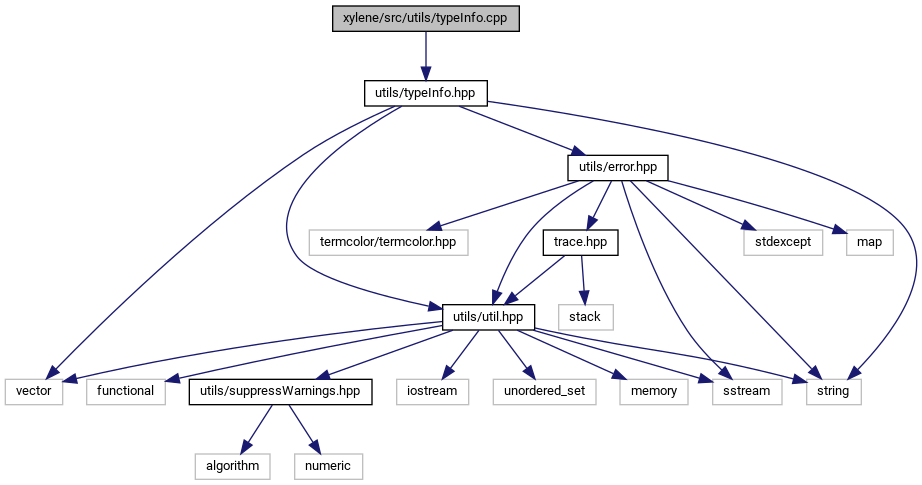 xylene/src/utils/typeInfo.cpp
utils/typeInfo.hpp
utils/error.hpp
termcolor/termcolor.hpp
trace.hpp
stdexcept
map
utils/util.hpp
stack
vector
functional
utils/suppressWarnings.hpp
iostream
unordered_set
memory
sstream
string
algorithm
numeric